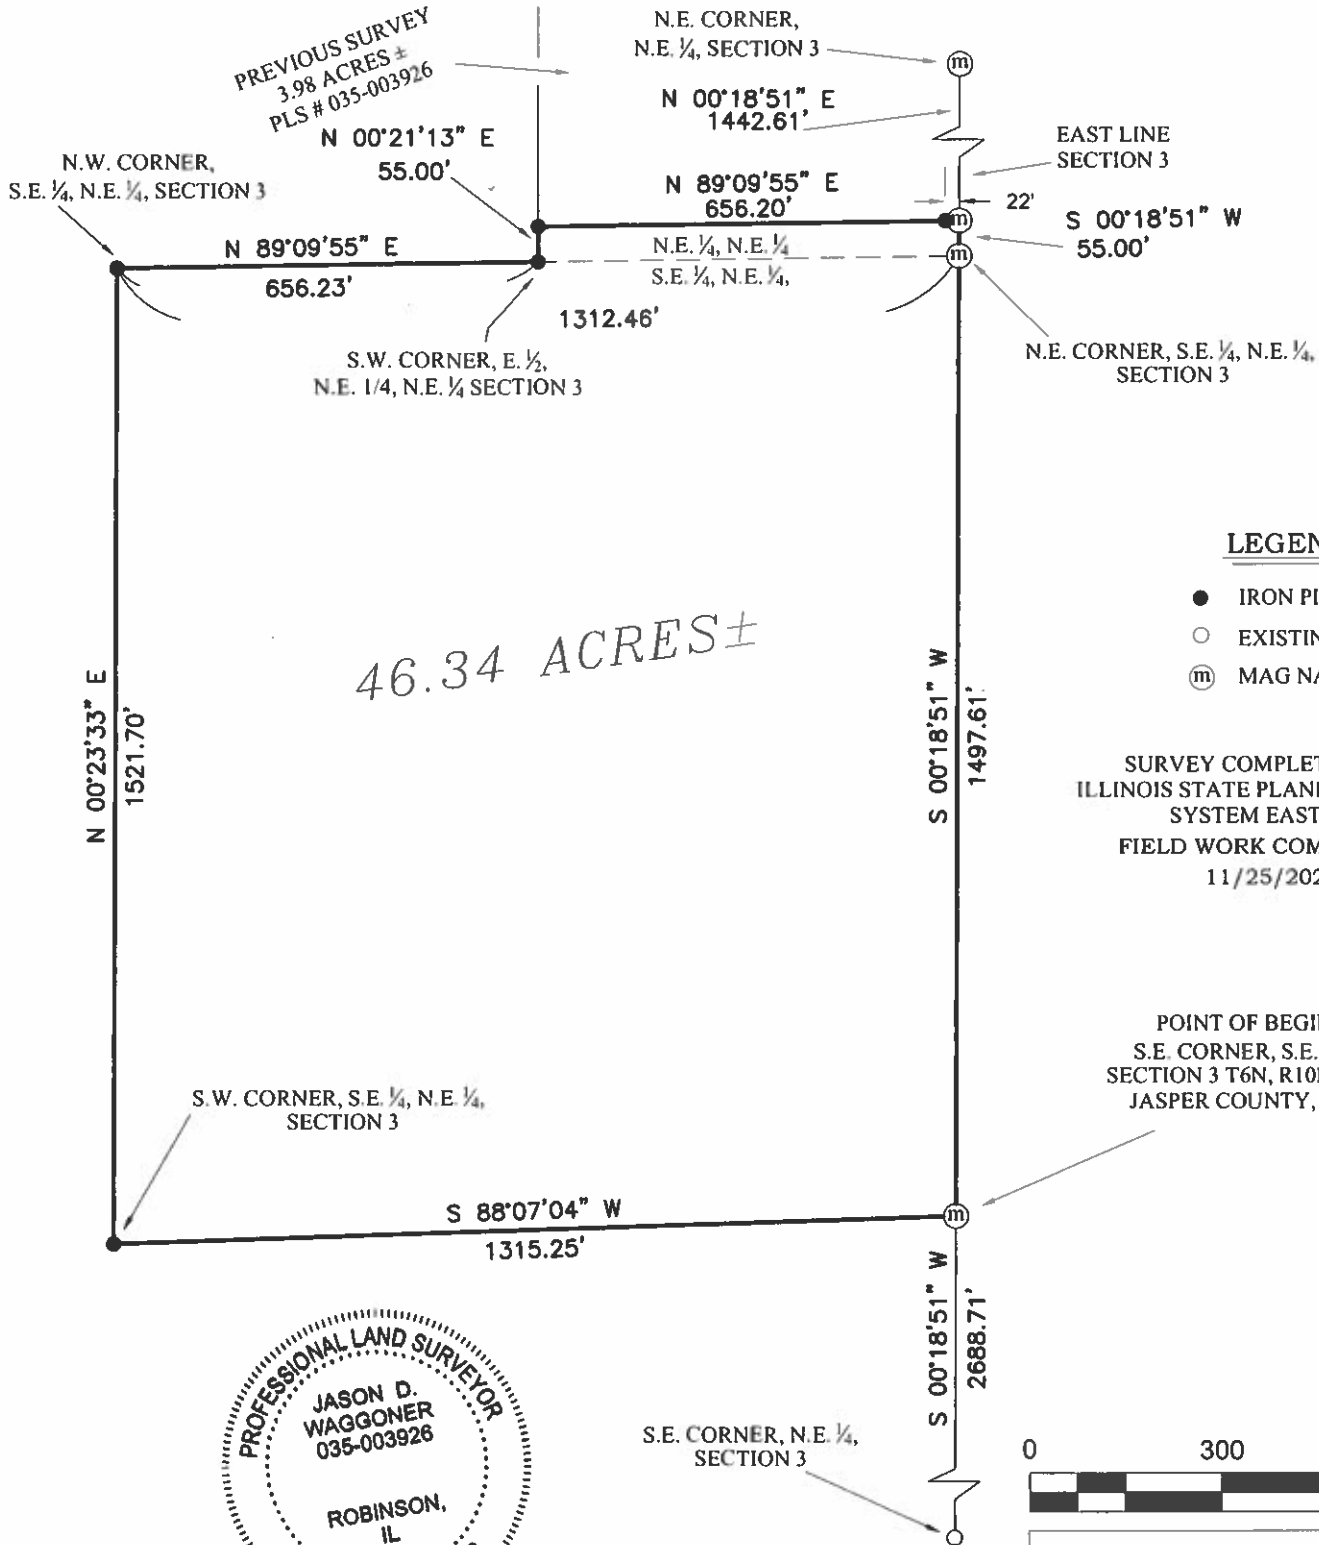 PREVIOUS SURVEY
3.98 ACRES ±
PLS # 035-003926
N.E. CORNER,
N.E. ¼, SECTION 3
N 00°18'51" E
1442.61'
N 00°21'13" E
55.00'
EAST LINE
SECTION 3
N.W. CORNER,
S.E. ¼, N.E. ¼, SECTION 3
N 89°09'55" E
656.20'
22'
S 00°18'51" W
55.00'
N 89°09'55" E
656.23'
N.E. ¼, N.E. ¼
S.E. ¼, N.E. ¼,
m
m
m
1312.46'
S.W. CORNER, E. ½,
N.E. 1/4, N.E. ¼ SECTION 3
N.E. CORNER, S.E. ¼, N.E. ¼,
SECTION 3
LEGEN
IRON PI
EXISTIN
m MAG NA
46.34 ACRES±
N 00°23'33" E
1521.70'
S 00°18'51" W
1497.61'
SURVEY COMPLET
ILLINOIS STATE PLAN
SYSTEM EAST
FIELD WORK COM
11/25/202
POINT OF BEGI
S.E. CORNER, S.E.
SECTION 3 T6N, R10
JASPER COUNTY,
S.W. CORNER, S.E. ¼, N.E. ¼,
SECTION 3
S 88°07'04" W
1315.25'
m
S 00°18'51" W
2688.71'
PROFESSIONAL LAND SURVEYOR
JASON D.
WAGGONER
035-003926
ROBINSON,
IL
S.E. CORNER, N.E. ¼,
SECTION 3
0 300